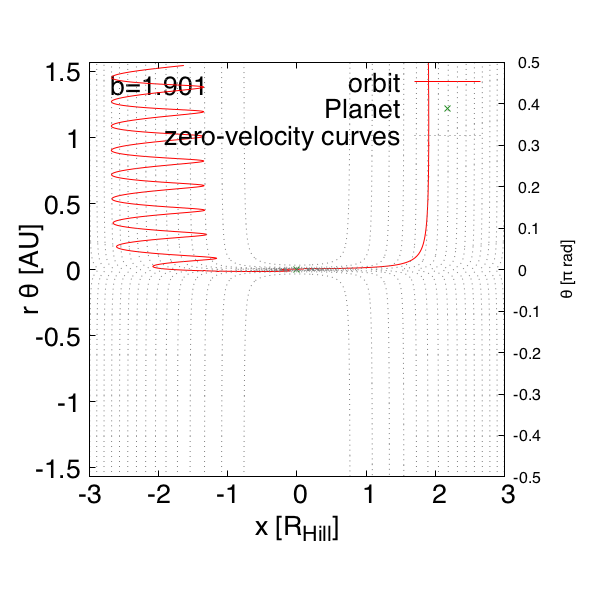 b=1.901
orbit
Planet
zero-velocity curves
1.5
1
0.5
0
-0.5
-1
-1.5
r θ [AU]
0.5
0.4
0.3
0.2
0.1
0
-0.1
-0.2
-0.3
-0.4
-0.5
θ [π rad]
-3 -2 -1 0 1 2 3
x [RHill]